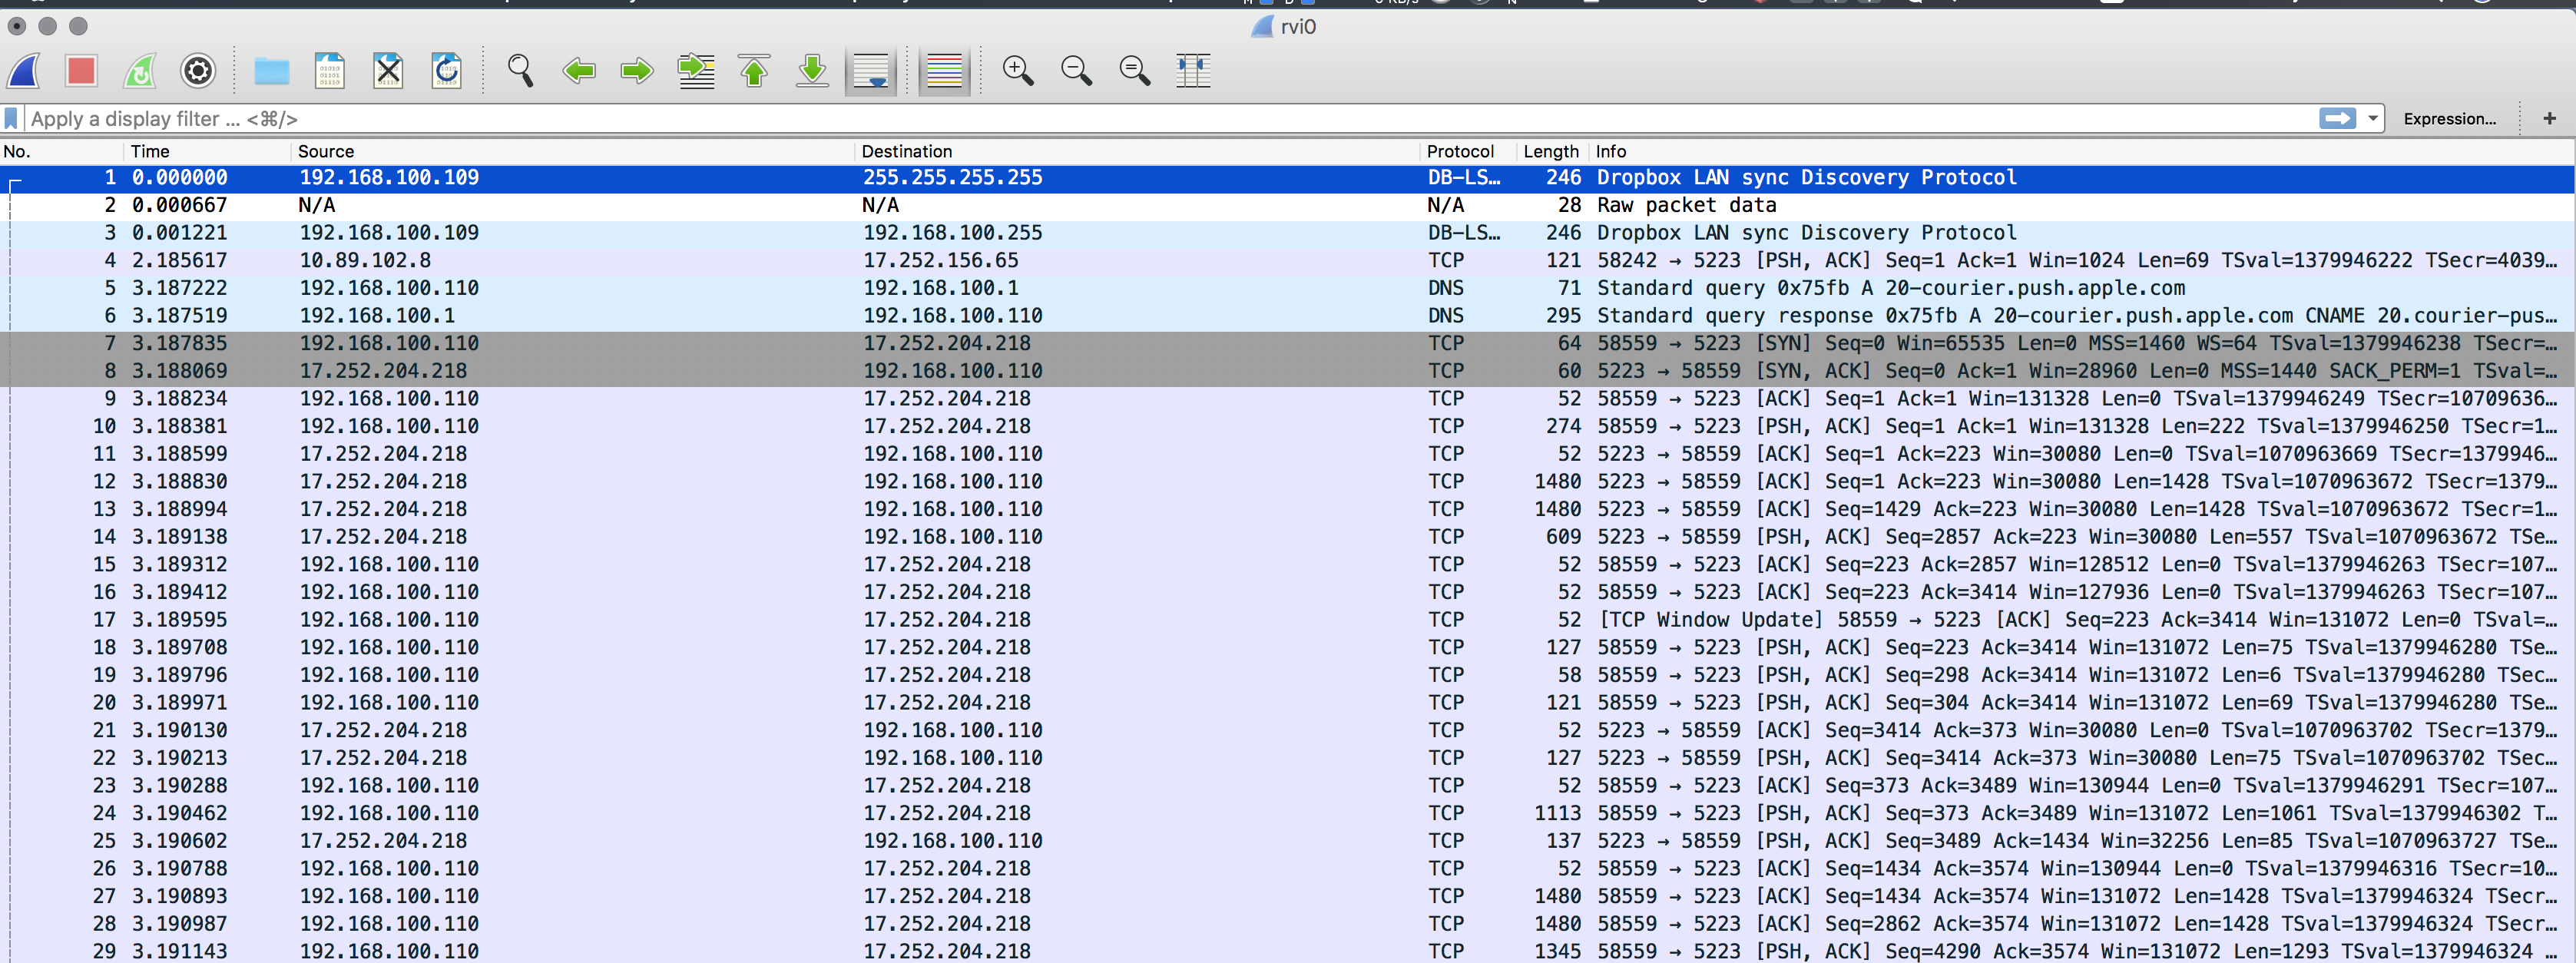 rvi0
Apply a display filter ... <⌘/>
Expression...
+
No. Time Source Destination Protocol Length Info
1 0.000000 192.168.100.109 255.255.255.255 DB-LS… 246 Dropbox LAN sync Discovery Protocol
2 0.000667 N/A N/A N/A 28 Raw packet data
3 0.001221 192.168.100.109 192.168.100.255 DB-LS… 246 Dropbox LAN sync Discovery Protocol
4 2.185617 10.89.102.8 17.252.156.65 TCP 121 58242 → 5223 [PSH, ACK] Seq=1 Ack=1 Win=1024 Len=69 TSval=1379946222 TSecr=4039…
5 3.187222 192.168.100.110 192.168.100.1 DNS 71 Standard query 0x75fb A 20-courier.push.apple.com
6 3.187519 192.168.100.1 192.168.100.110 DNS 295 Standard query response 0x75fb A 20-courier.push.apple.com CNAME 20.courier-pus…
7 3.187835 192.168.100.110 17.252.204.218 TCP 64 58559 → 5223 [SYN] Seq=0 Win=65535 Len=0 MSS=1460 WS=64 TSval=1379946238 TSecr=…
8 3.188069 17.252.204.218 192.168.100.110 TCP 60 5223 → 58559 [SYN, ACK] Seq=0 Ack=1 Win=28960 Len=0 MSS=1440 SACK_PERM=1 TSval=…
9 3.188234 192.168.100.110 17.252.204.218 TCP 52 58559 → 5223 [ACK] Seq=1 Ack=1 Win=131328 Len=0 TSval=1379946249 TSecr=10709636…
10 3.188381 192.168.100.110 17.252.204.218 TCP 274 58559 → 5223 [PSH, ACK] Seq=1 Ack=1 Win=131328 Len=222 TSval=1379946250 TSecr=1…
11 3.188599 17.252.204.218 192.168.100.110 TCP 52 5223 → 58559 [ACK] Seq=1 Ack=223 Win=30080 Len=0 TSval=1070963669 TSecr=1379946…
12 3.188830 17.252.204.218 192.168.100.110 TCP 1480 5223 → 58559 [ACK] Seq=1 Ack=223 Win=30080 Len=1428 TSval=1070963672 TSecr=1379…
13 3.188994 17.252.204.218 192.168.100.110 TCP 1480 5223 → 58559 [ACK] Seq=1429 Ack=223 Win=30080 Len=1428 TSval=1070963672 TSecr=1…
14 3.189138 17.252.204.218 192.168.100.110 TCP 609 5223 → 58559 [PSH, ACK] Seq=2857 Ack=223 Win=30080 Len=557 TSval=1070963672 TSe…
15 3.189312 192.168.100.110 17.252.204.218 TCP 52 58559 → 5223 [ACK] Seq=223 Ack=2857 Win=128512 Len=0 TSval=1379946263 TSecr=107…
16 3.189412 192.168.100.110 17.252.204.218 TCP 52 58559 → 5223 [ACK] Seq=223 Ack=3414 Win=127936 Len=0 TSval=1379946263 TSecr=107…
17 3.189595 192.168.100.110 17.252.204.218 TCP 52 [TCP Window Update] 58559 → 5223 [ACK] Seq=223 Ack=3414 Win=131072 Len=0 TSval=…
18 3.189708 192.168.100.110 17.252.204.218 TCP 127 58559 → 5223 [PSH, ACK] Seq=223 Ack=3414 Win=131072 Len=75 TSval=1379946280 TSe…
19 3.189796 192.168.100.110 17.252.204.218 TCP 58 58559 → 5223 [PSH, ACK] Seq=298 Ack=3414 Win=131072 Len=6 TSval=1379946280 TSec…
20 3.189971 192.168.100.110 17.252.204.218 TCP 121 58559 → 5223 [PSH, ACK] Seq=304 Ack=3414 Win=131072 Len=69 TSval=1379946280 TSe…
21 3.190130 17.252.204.218 192.168.100.110 TCP 52 5223 → 58559 [ACK] Seq=3414 Ack=373 Win=30080 Len=0 TSval=1070963702 TSecr=1379…
22 3.190213 17.252.204.218 192.168.100.110 TCP 127 5223 → 58559 [PSH, ACK] Seq=3414 Ack=373 Win=30080 Len=75 TSval=1070963702 TSec…
23 3.190288 192.168.100.110 17.252.204.218 TCP 52 58559 → 5223 [ACK] Seq=373 Ack=3489 Win=130944 Len=0 TSval=1379946291 TSecr=107…
24 3.190462 192.168.100.110 17.252.204.218 TCP 1113 58559 → 5223 [PSH, ACK] Seq=373 Ack=3489 Win=131072 Len=1061 TSval=1379946302 T…
25 3.190602 17.252.204.218 192.168.100.110 TCP 137 5223 → 58559 [PSH, ACK] Seq=3489 Ack=1434 Win=32256 Len=85 TSval=1070963727 TSe…
26 3.190788 192.168.100.110 17.252.204.218 TCP 52 58559 → 5223 [ACK] Seq=1434 Ack=3574 Win=130944 Len=0 TSval=1379946316 TSecr=10…
27 3.190893 192.168.100.110 17.252.204.218 TCP 1480 58559 → 5223 [ACK] Seq=1434 Ack=3574 Win=131072 Len=1428 TSval=1379946324 TSecr…
28 3.190987 192.168.100.110 17.252.204.218 TCP 1480 58559 → 5223 [ACK] Seq=2862 Ack=3574 Win=131072 Len=1428 TSval=1379946324 TSecr…
29 3.191143 192.168.100.110 17.252.204.218 TCP 1345 58559 → 5223 [PSH, ACK] Seq=4290 Ack=3574 Win=131072 Len=1293 TSval=1379946324 …